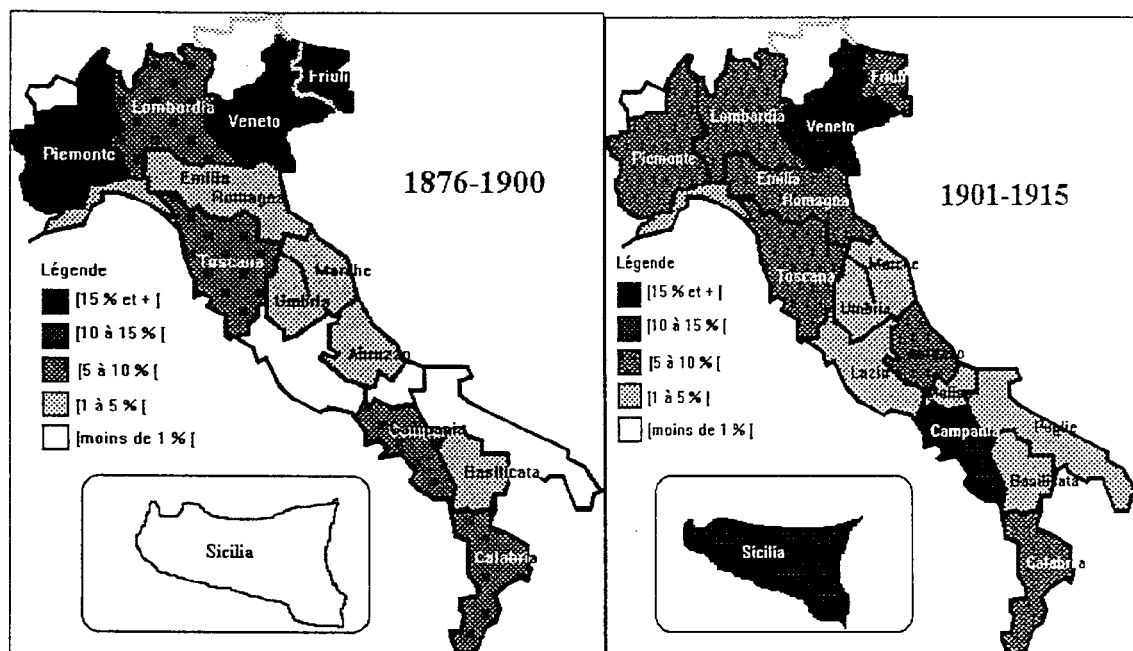 Friuli
Lombardia
Veneto
Piemonte
Emilia
Romagna
1876-1900
Légende
Toscana
Marche
Umbria
[15 % et + [
[10 à 15 % [
Abruzzo
[5 à 10 % [
[1 à 5 % [
Campania
[moins de 1 % [
Basilicata
Sicilia
Calabria
Friuli
Lombardia
Veneto
Piemonte
Emilia
Romagna
1901-1915
Légende
Toscana
Marche
Umbria
[15 % et + [
[10 à 15 % [
Abruzzo
[5 à 10 % [
Lazio
Molise
[1 à 5 % [
Campania
Puglie
[moins de 1 % [
Basilicata
Sicilia
Calabria